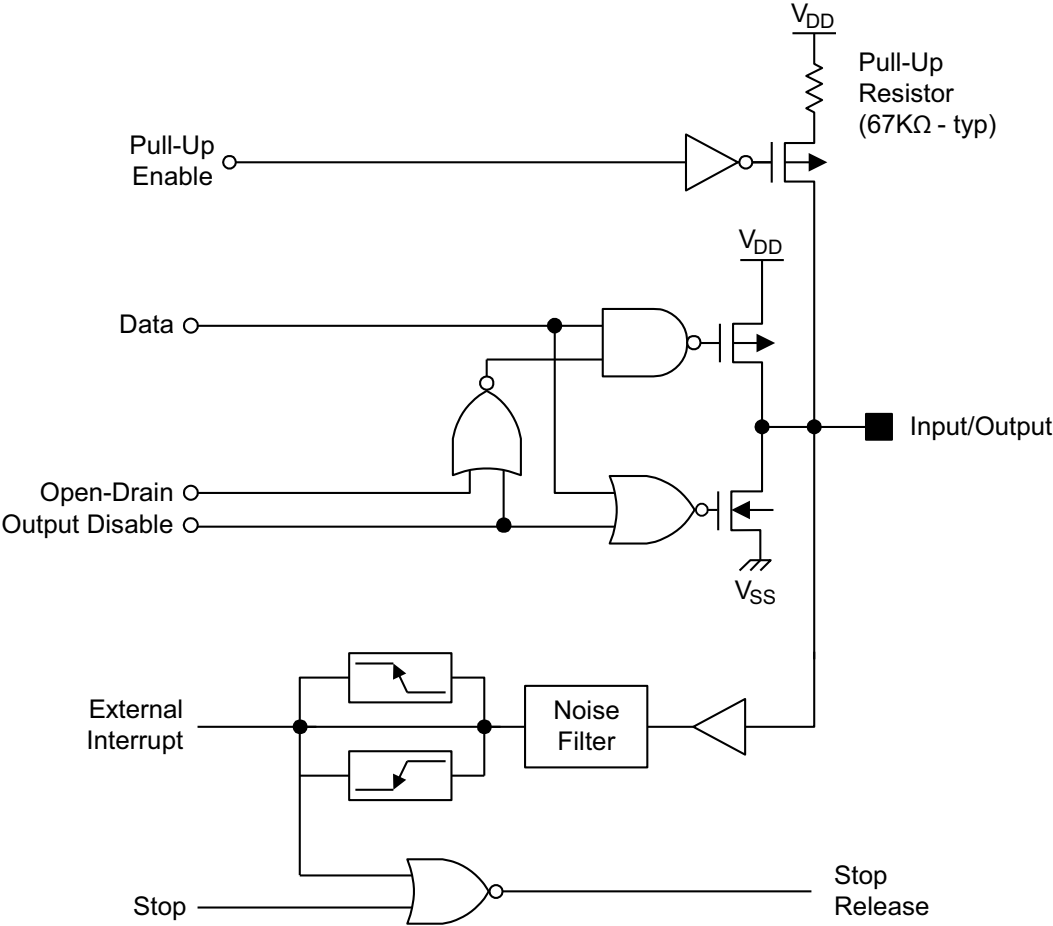 VDD
Pull-Up
Resistor
(67KΩ - typ)
Pull-Up
Enable
VDD
Data
Input/Output
Open-Drain
Output Disable
VSS
External
Interrupt
Noise
Filter
Stop
Stop
Release